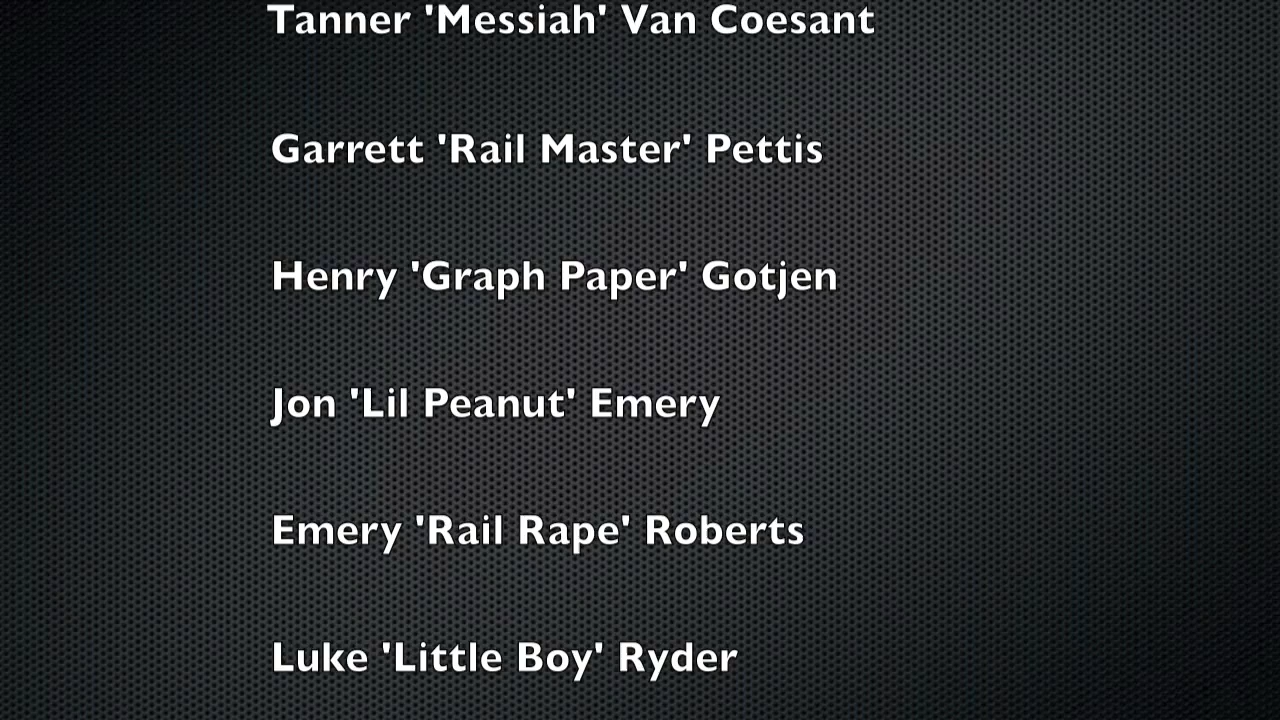 Tanner 'Messiah' Van Coesant
Garrett 'Rail Master' Pettis
Henry 'Graph Paper' Gotjen
Jon 'Lil Peanut' Emery
Emery 'Rail Rape' Roberts
Luke 'Little Boy' Ryder